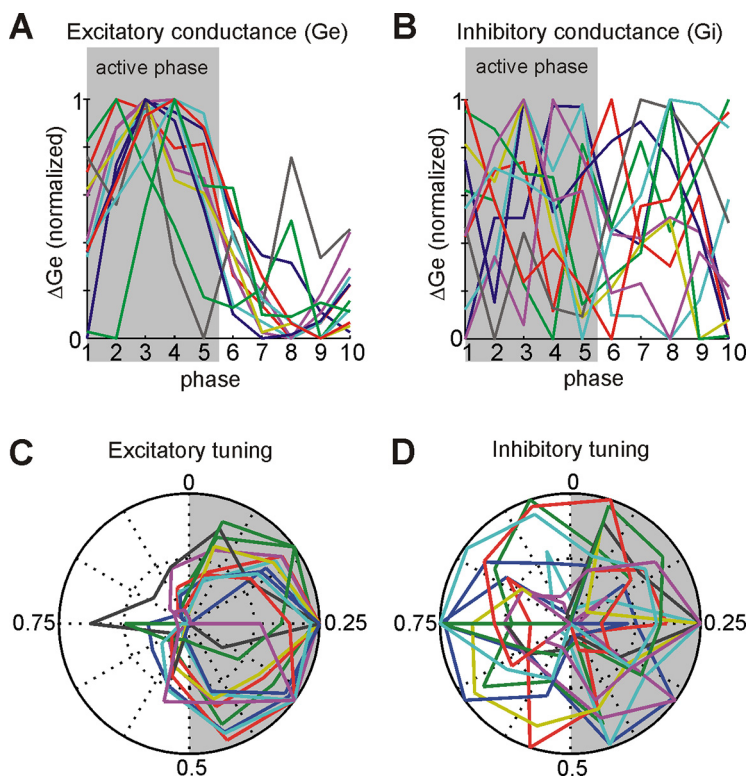 A Excitatory conductance (Ge)
active phase
ΔGe (normalized)
1
0
1 2 3 4 5 6 7 8 9 10
phase
B Inhibitory conductance (Gi)
active phase
ΔGe (normalized)
1
0
1 2 3 4 5 6 7 8 9 10
phase
C Excitatory tuning
0
0.75
0.25
0.5
D Inhibitory tuning
0
0.75
0.25
0.5